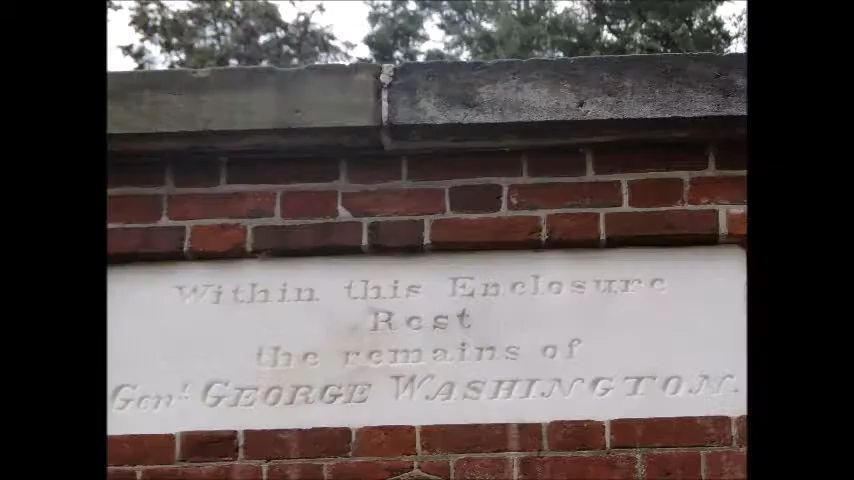 Within this Enclosure
Rest
the remains of
Genl. GEORGE WASHINGTON.